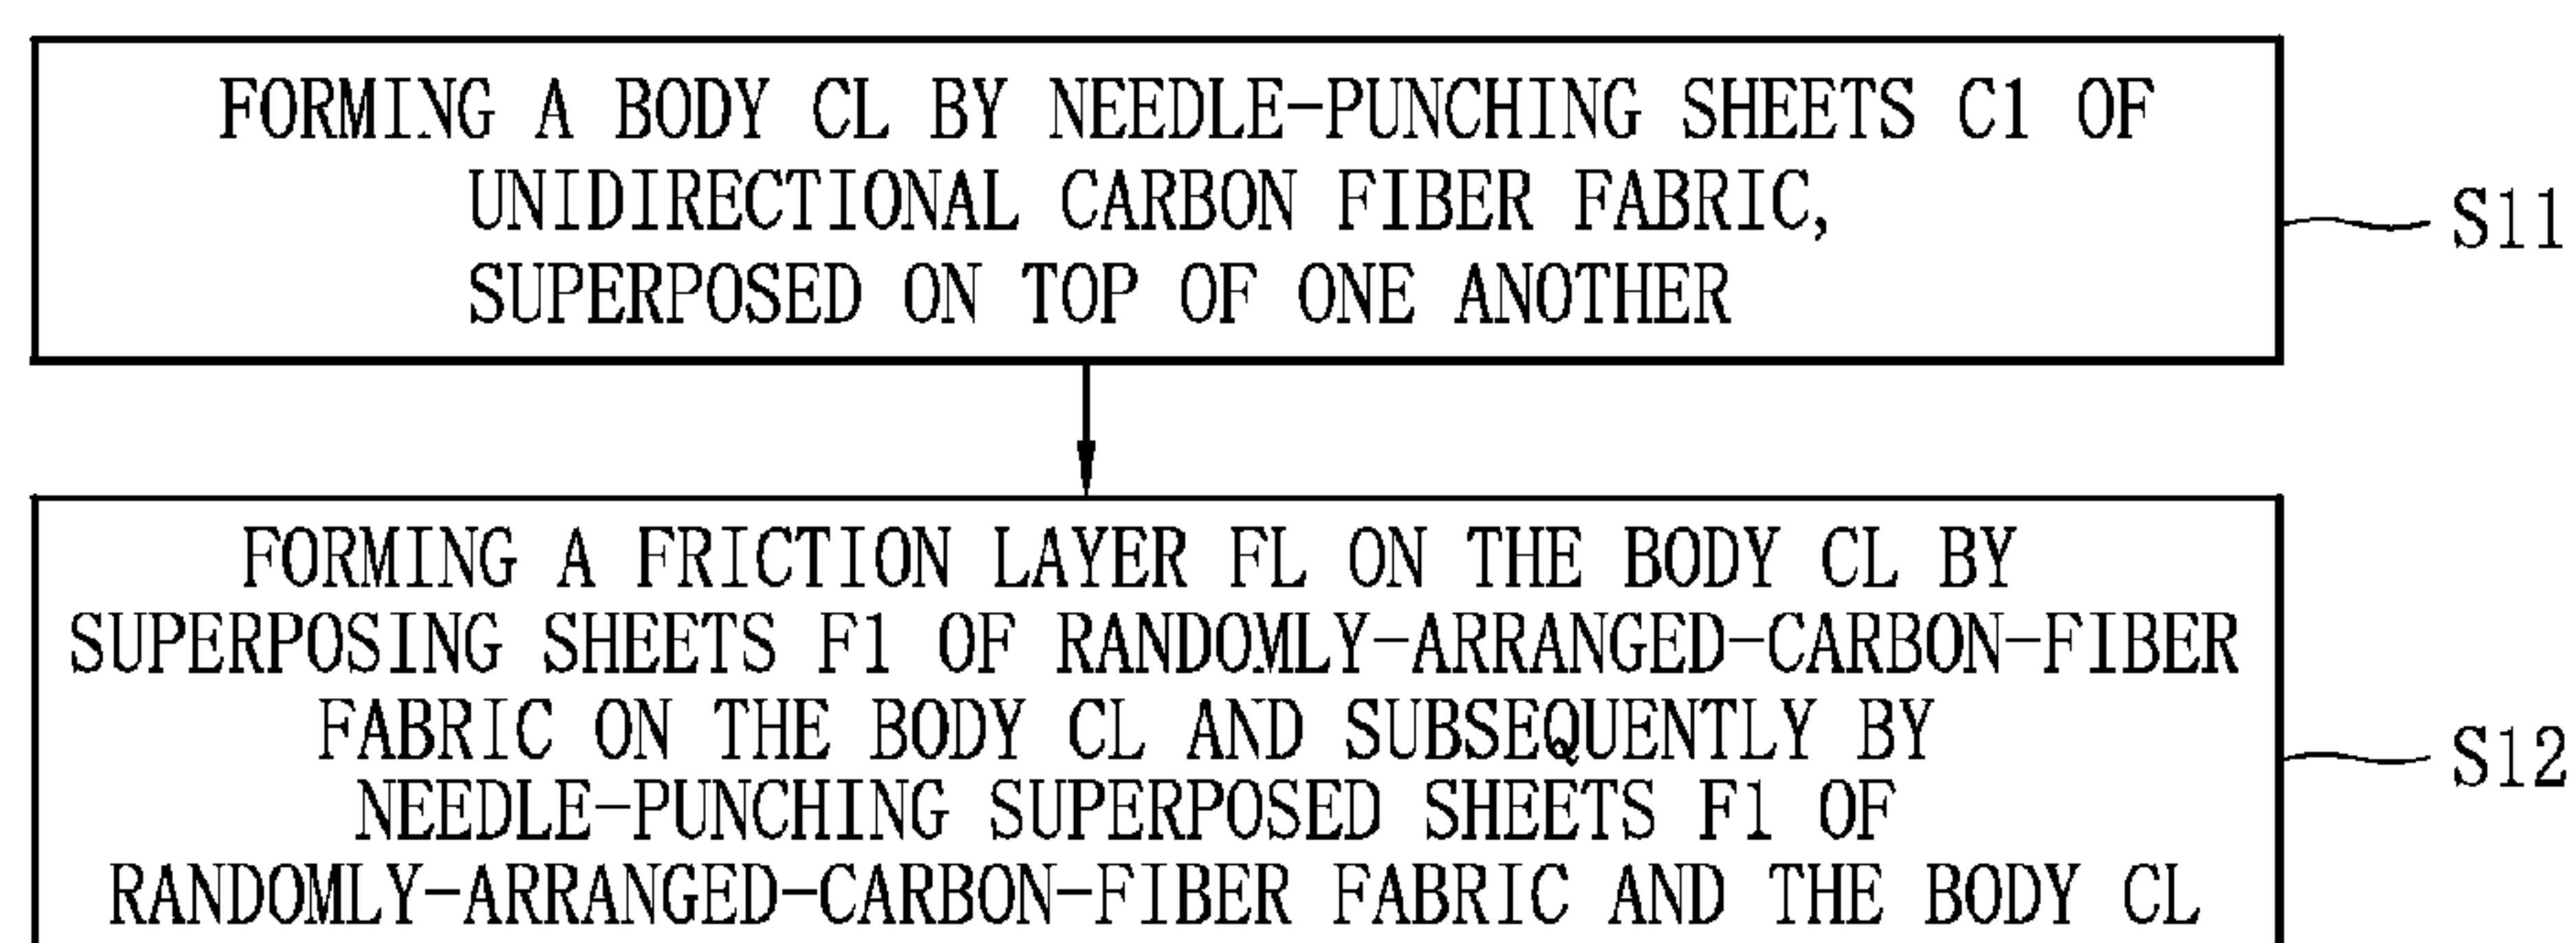 FORMING A BODY CL BY NEEDLE-PUNCHING SHEETS C1 OF
UNIDIRECTIONAL CARBON FIBER FABRIC,
SUPERPOSED ON TOP OF ONE ANOTHER
S11
FORMING A FRICTION LAYER FL ON THE BODY CL BY
SUPERPOSING SHEETS F1 OF RANDOMLY-ARRANGED-CARBON-FIBER
FABRIC ON THE BODY CL AND SUBSEQUENTLY BY
NEEDLE-PUNCHING SUPERPOSED SHEETS F1 OF
RANDOMLY-ARRANGED-CARBON-FIBER FABRIC AND THE BODY CL
S12